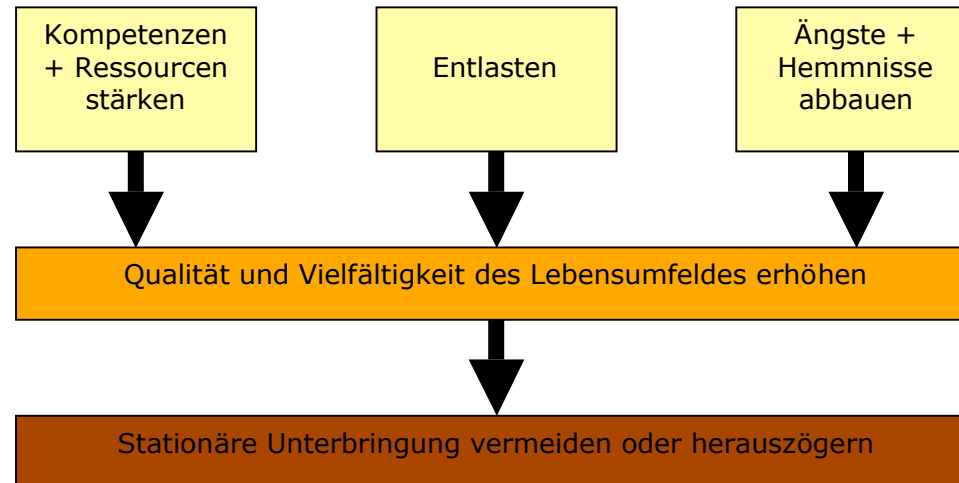 Kompetenzen
+ Ressourcen
stärken
Entlasten
Ängste +
Hemmnisse
abbauen
Qualität und Vielfältigkeit des Lebensumfeldes erhöhen
Stationäre Unterbringung vermeiden oder herauszögern